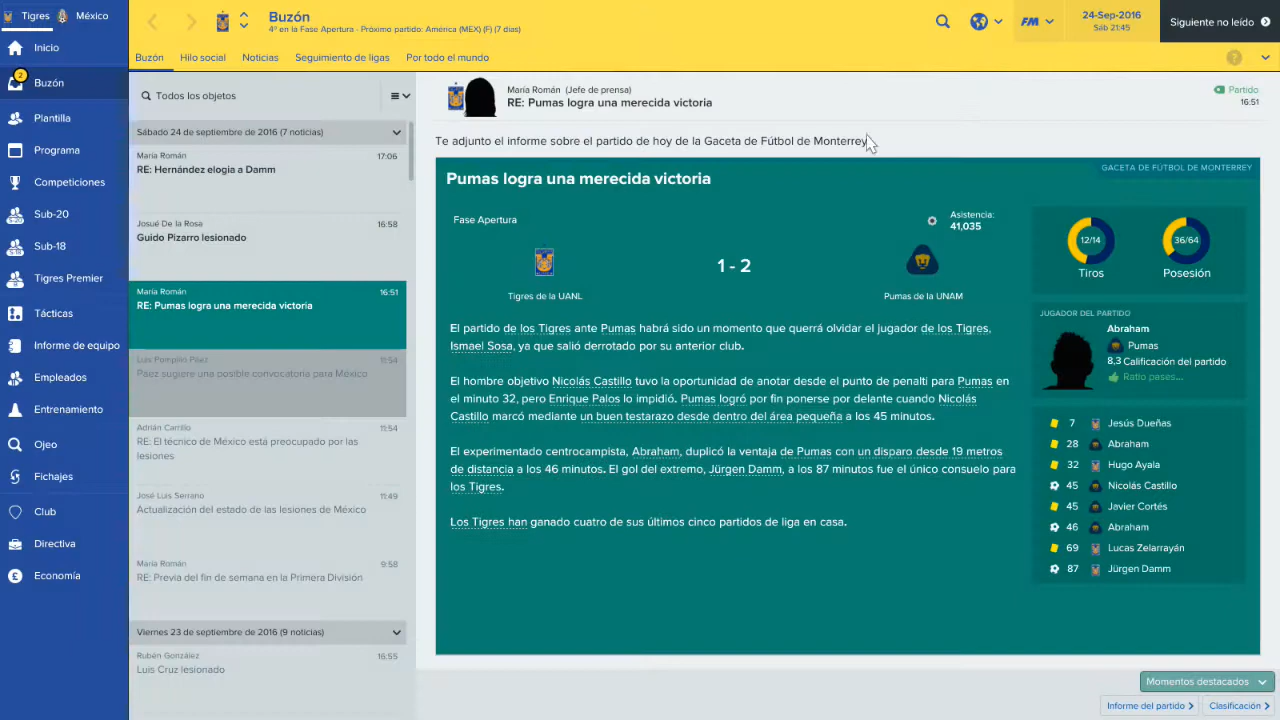 Tigres
México
Buzón
4º en la Fase Apertura - Próximo partido: América (MEX) (F) (7 días)
FM
24-Sep-2016
Sáb 21:45
Siguiente no leído
Buzón
Hilo social
Noticias
Seguimiento de ligas
Por todo el mundo
?
Inicio
2
Buzón
Plantilla
Programa
Competiciones
Sub-20
Sub-18
Tigres Premier
Tácticas
Informe de equipo
Empleados
Entrenamiento
Ojeo
Fichajes
Club
Directiva
Economía
Todos los objetos
Sábado 24 de septiembre de 2016 (7 noticias)
María Román 17:06
RE: Hernández elogia a Damm
Josué De la Rosa 16:58
Guido Pizarro lesionado
María Román 16:51
RE: Pumas logra una merecida victoria
Luis Pompilio Páez 11:54
Páez sugiere una posible convocatoria para México
Adrián Carrillo 11:54
RE: El técnico de México está preocupado por las
lesiones
José Luis Serrano 11:49
Actualización del estado de las lesiones de México
María Román 9:58
RE: Previa del fin de semana en la Primera División
Viernes 23 de septiembre de 2016 (9 noticias)
Rubén González 16:55
Luis Cruz lesionado
María Román (Jefe de prensa)
RE: Pumas logra una merecida victoria
Partido
16:51
Te adjunto el informe sobre el partido de hoy de la Gaceta de Fútbol de Monterrey
GACETA DE FÚTBOL DE MONTERREY
Pumas logra una merecida victoria
Fase Apertura
Asistencia:
41,035
1 - 2
Tigres de la UANL
Pumas de la UNAM
El partido de los Tigres ante Pumas habrá sido un momento que querrá olvidar el jugador de los Tigres,
Ismael Sosa, ya que salió derrotado por su anterior club.
El hombre objetivo Nicolás Castillo tuvo la oportunidad de anotar desde el punto de penalti para Pumas en
el minuto 32, pero Enrique Palos lo impidió. Pumas logró por fin ponerse por delante cuando Nicolás
Castillo marcó mediante un buen testarazo desde dentro del área pequeña a los 45 minutos.
El experimentado centrocampista, Abraham, duplicó la ventaja de Pumas con un disparo desde 19 metros
de distancia a los 46 minutos. El gol del extremo, Jürgen Damm, a los 87 minutos fue el único consuelo para
los Tigres.
Los Tigres han ganado cuatro de sus últimos cinco partidos de liga en casa.
12/14
36/64
Tiros
Posesión
JUGADOR DEL PARTIDO
Abraham
Pumas
8,3 Calificación del partido
Ratio pases...
7 Jesús Dueñas
28 Abraham
32 Hugo Ayala
45 Nicolás Castillo
45 Javier Cortés
46 Abraham
69 Lucas Zelarrayán
87 Jürgen Damm
Momentos destacados
Informe del partido
Clasificación